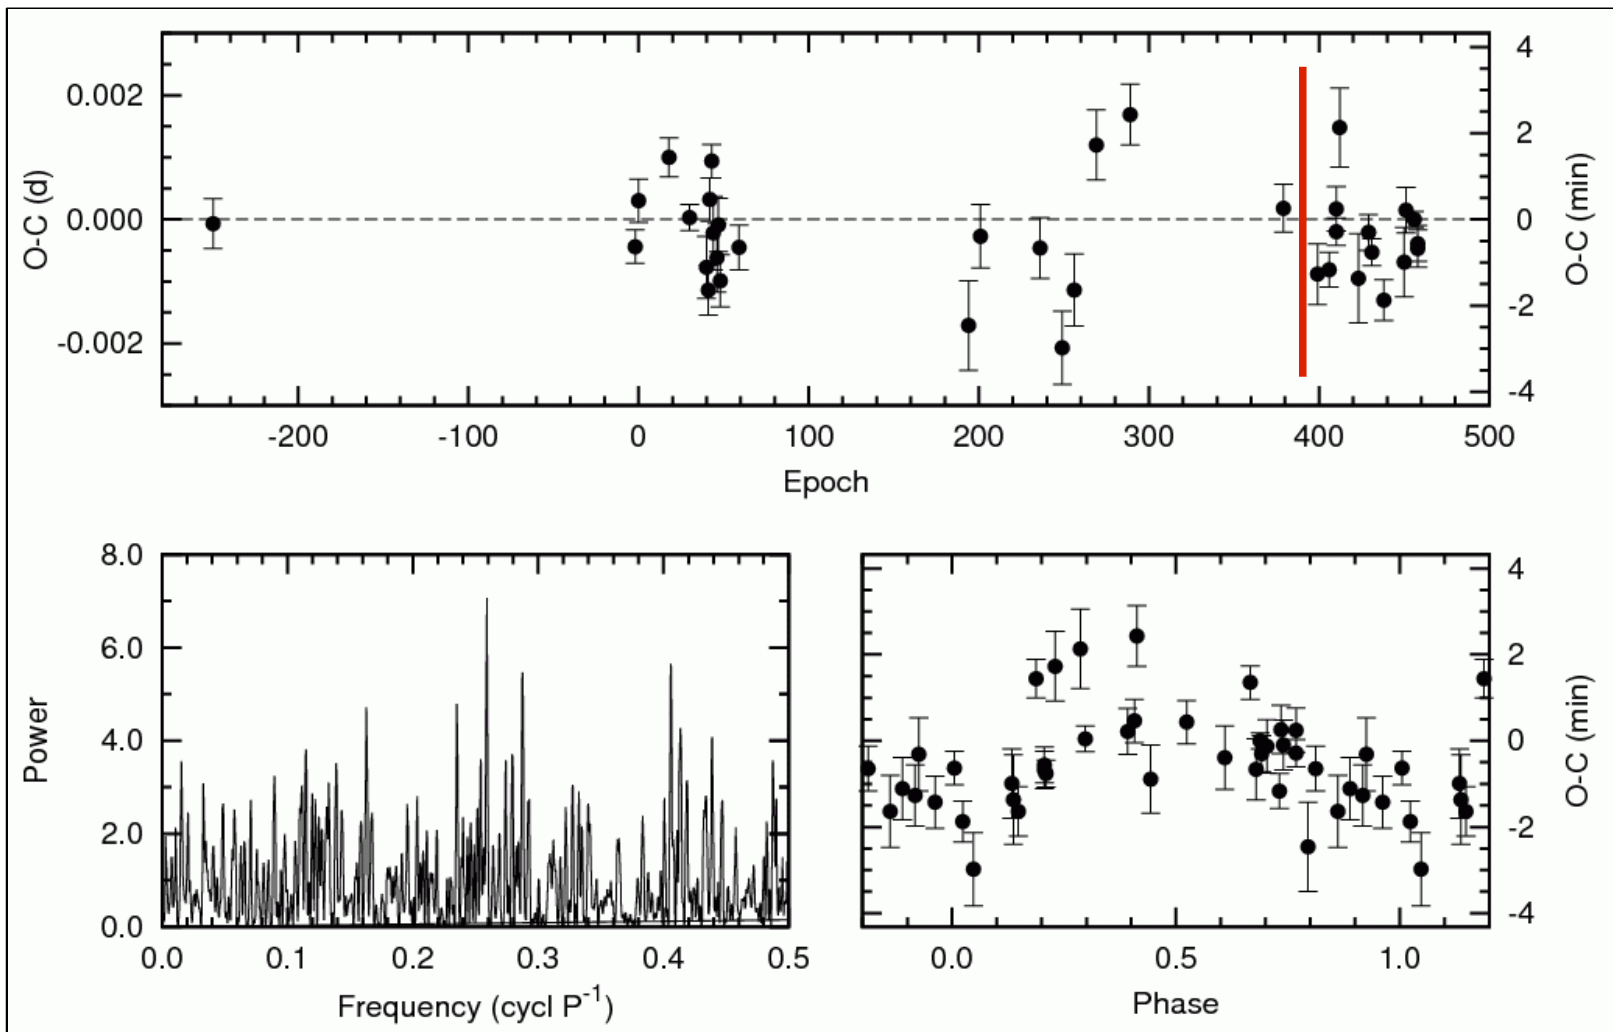 4
0.002
2
O-C (d)
0.000
0
O-C (min)
-2
-0.002
-4
-200 -100 0 100 200 300 400 500
Epoch
8.0
4
6.0
2
Power
4.0
0
O-C (min)
2.0
-2
0.0
-4
0.0 0.1 0.2 0.3 0.4 0.5
0.0 0.5 1.0
Frequency (cycl P⁻¹)
Phase